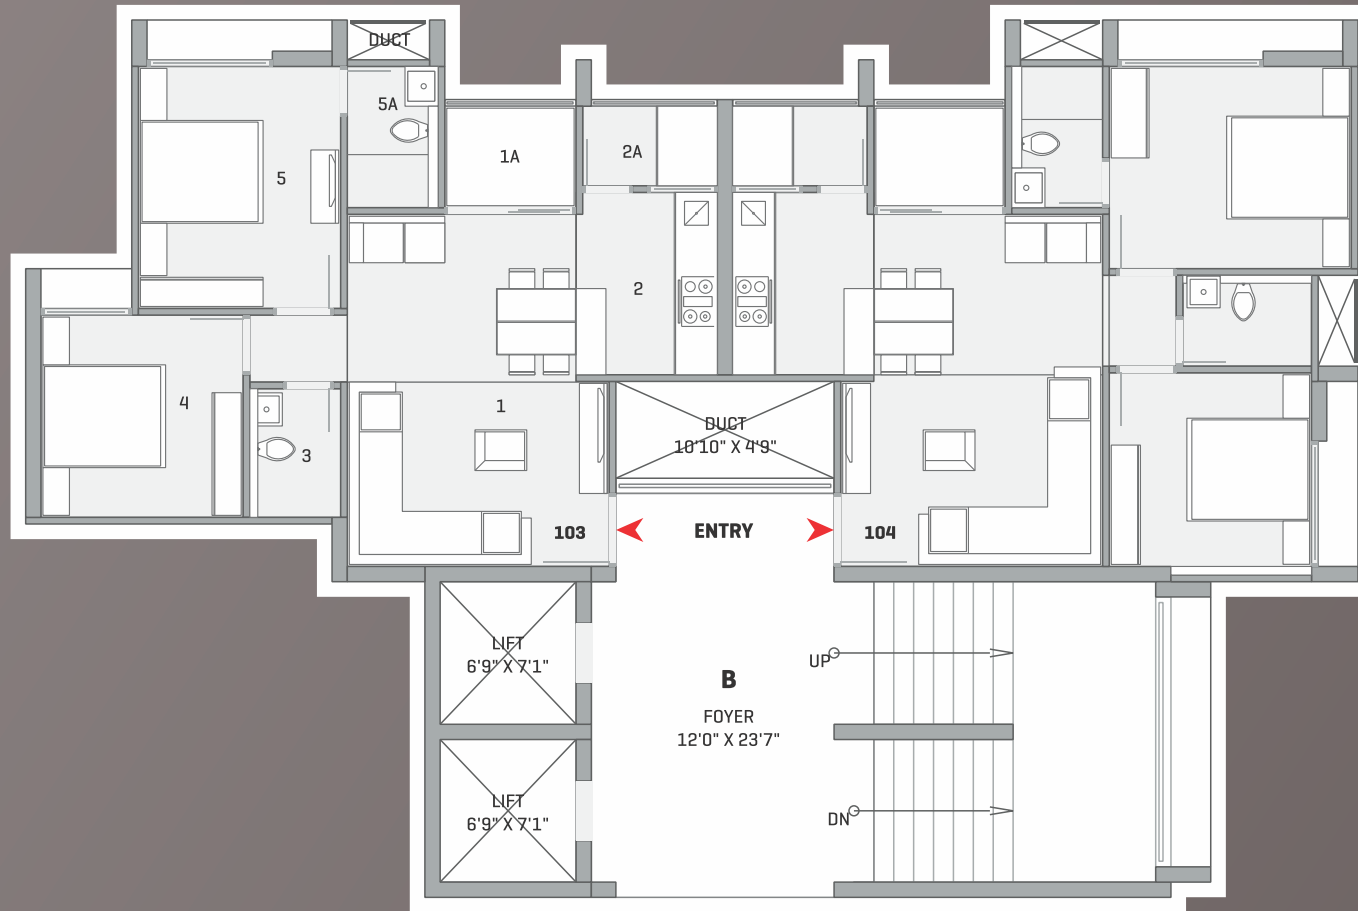 DUCT
5A
1A
2A
5
2
4
1
3
DUCT
10'10" X 4'9"
103
ENTRY
104
LIFT
6'9" X 7'1"
UP
B
FOYER
12'0" X 23'7"
LIFT
6'9" X 7'1"
DN